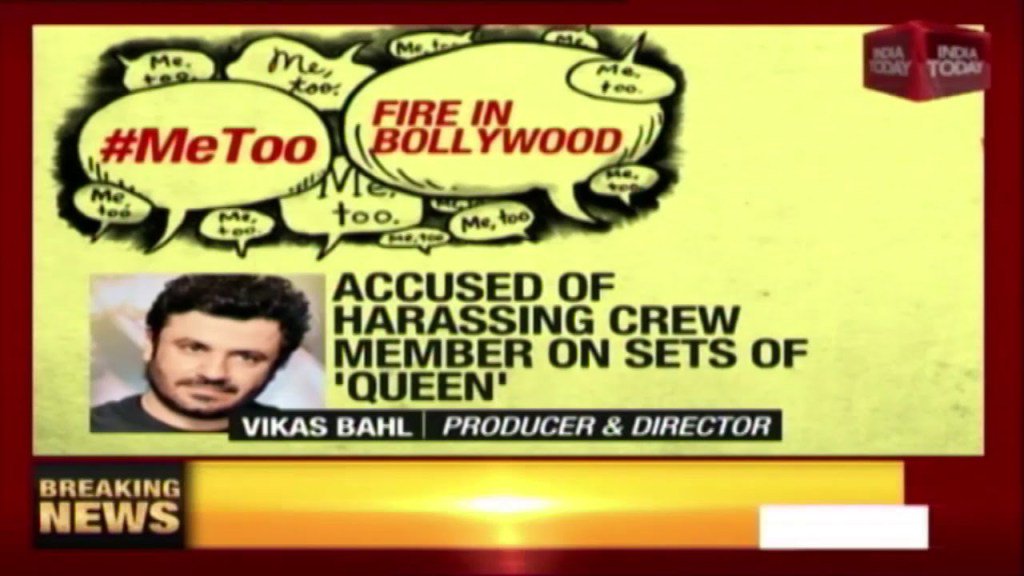 Me, too.
Me, too.
Me, too
Me,
Me, too.
INDIA TODAY
INDIA TODAY
#MeToo
FIRE IN
BOLLYWOOD
Me, too.
Me, too
Me, too.
Me, too.
Me, too
Me, too
ACCUSED OF
HARASSING CREW
MEMBER ON SETS OF
'QUEEN'
VIKAS BAHL | PRODUCER & DIRECTOR
BREAKING
NEWS